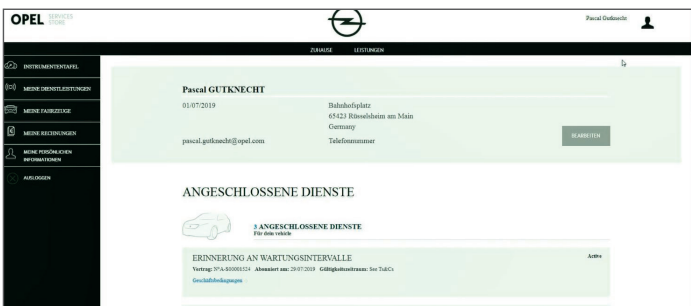 OPEL SERVICES STORE
Pascal Gutknecht
ZUHAUSE LEISTUNGEN
INSTRUMENTENTAFEL
MEINE DIENSTLEISTUNGEN
MEINE FAHRZEUGE
MEINE RECHNUNGEN
MEINE PERSÖNLICHEN
INFORMATIONEN
AUSLOGGEN
Pascal GUTKNECHT
01/07/2019
Bahnhofsplatz
65423 Rüsselsheim am Main
Germany
pascal.gutknecht@opel.com
Telefonnummer
BEARBEITEN
ANGESCHLOSSENE DIENSTE
3 ANGESCHLOSSENE DIENSTE
Für dein vehicle
ERINNERUNG AN WARTUNGSINTERVALLE
Active
Vertrag: N°A-S00001524 Abonniert am: 29/07/2019 Gültigkeitszeitraum: See Ts&Cs
Geschäftsbedingungen